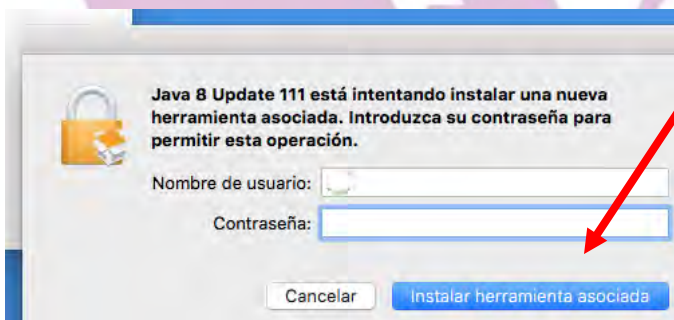 Java 8 Update 111 está intentando instalar una nueva
herramienta asociada. Introduzca su contraseña para
permitir esta operación.
Nombre de usuario:
Contraseña:
Cancelar Instalar herramienta asociada